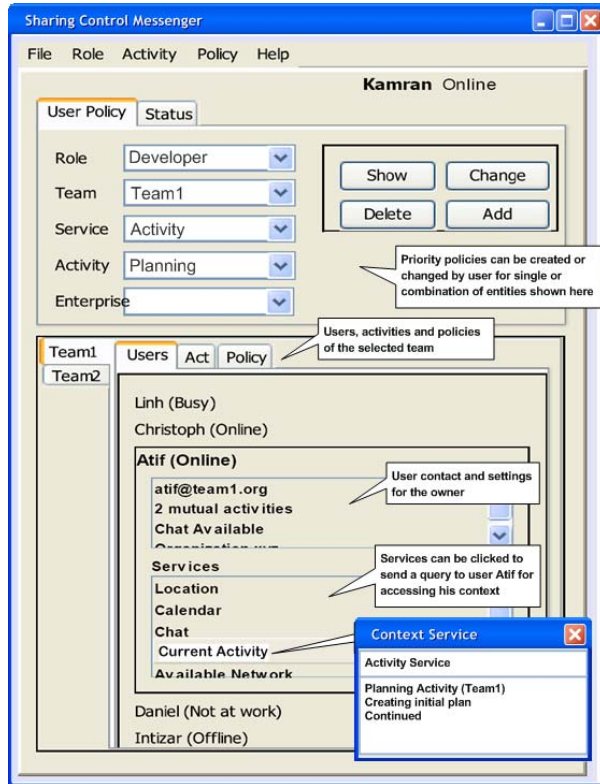 Sharing Control Messenger
File Role Activity Policy Help
Kamran Online
User Policy Status
Role Developer
Team Team1
Service Activity
Activity Planning
Enterprise
Show Change
Delete Add
Priority policies can be created or
changed by user for single or
combination of entities shown here
Users, activities and policies
of the selected team
Team1
Team2
Users Act Policy
Linh (Busy)
Christoph (Online)
Atif (Online)
atif@team1.org
2 mutual activities
Chat Available
User contact and settings
for the owner
Services
Location
Calendar
Chat
Current Activity
Available Network
Services can be clicked to
send a query to user Atif for
accessing his context
Context Service
Activity Service
Planning Activity (Team1)
Creating initial plan
Continued
Daniel (Not at work)
Intizar (Offline)